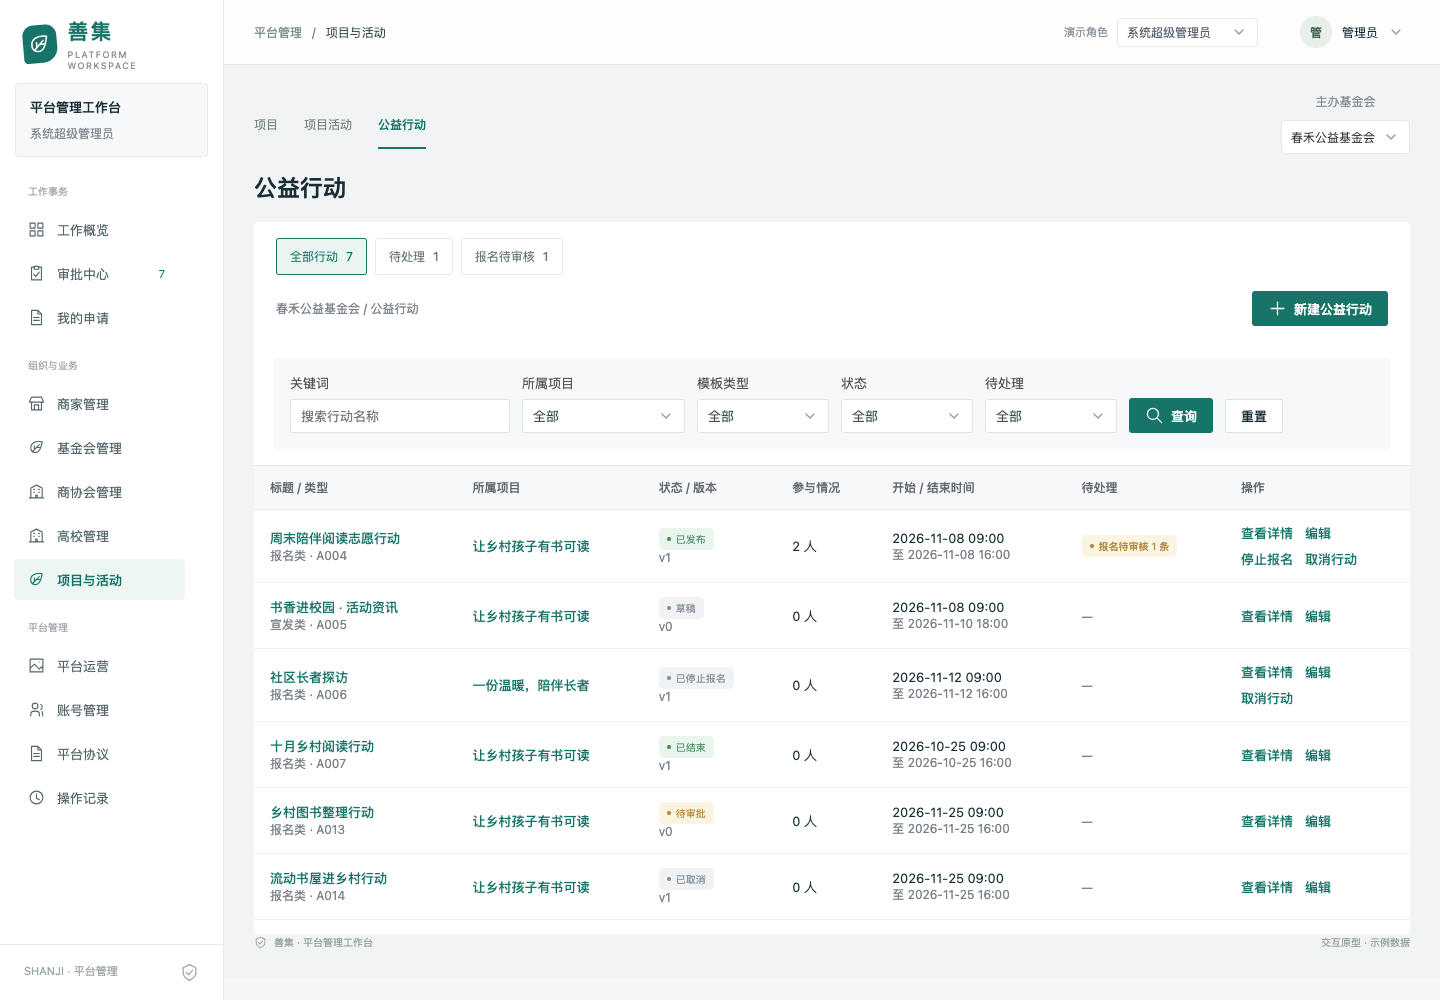 善集
PLATFORM
WORKSPACE
平台管理工作台
系统超级管理员
工作事务
工作概览
审批中心 7
我的申请
组织与业务
商家管理
基金会管理
商协会管理
高校管理
项目与活动
平台管理
平台运营
账号管理
平台协议
操作记录
SHANJI · 平台管理
平台管理 / 项目与活动
演示角色 系统超级管理员 管 管理员
项目 项目活动 公益行动
主办基金会
春禾公益基金会
公益行动
全部行动 7 待处理 1 报名待审核 1
春禾公益基金会 / 公益行动
新建公益行动
关键词 所属项目 模板类型 状态 待处理
搜索行动名称 全部 全部 全部 全部 查询 重置
标题 / 类型 所属项目 状态 / 版本 参与情况 开始 / 结束时间 待处理 操作
周末陪伴阅读志愿行动
报名类 · A004
让乡村孩子有书可读
已发布
v1
2 人
2026-11-08 09:00
至 2026-11-08 16:00
报名待审核 1 条
查看详情 编辑
停止报名 取消行动
书香进校园 · 活动资讯
宣发类 · A005
让乡村孩子有书可读
草稿
v0
0 人
2026-11-08 09:00
至 2026-11-10 18:00
—
查看详情 编辑
社区长者探访
报名类 · A006
一份温暖，陪伴长者
已停止报名
v1
0 人
2026-11-12 09:00
至 2026-11-12 16:00
—
查看详情 编辑
取消行动
十月乡村阅读行动
报名类 · A007
让乡村孩子有书可读
已结束
v1
0 人
2026-10-25 09:00
至 2026-10-25 16:00
—
查看详情 编辑
乡村图书整理行动
报名类 · A013
让乡村孩子有书可读
待审批
v0
0 人
2026-11-25 09:00
至 2026-11-25 16:00
—
查看详情 编辑
流动书屋进乡村行动
报名类 · A014
让乡村孩子有书可读
已取消
v1
0 人
2026-11-25 09:00
至 2026-11-25 16:00
—
查看详情 编辑
善集 · 平台管理工作台
交互原型 · 示例数据